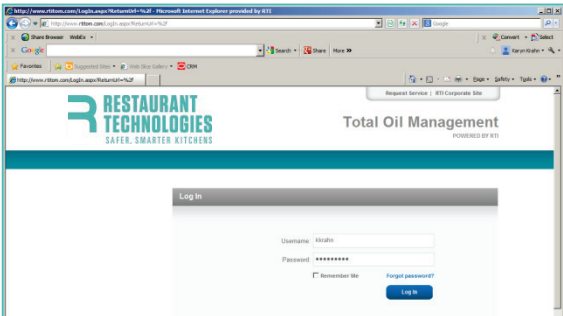 http://www.rtitom.com/Login.aspx?ReturnUrl=%2F - Microsoft Internet Explorer provided by RTI
http://www.rtitom.com/Login.aspx?ReturnUrl=%2F
Google
Share Browser WebEx
Convert Select
Google
Search Share More »
Favorites Suggested Sites Web Slice Gallery CRM
http://www.rtitom.com/Login.aspx?ReturnUrl=%2F
Page Safety Tools
Request Service | RTI Corporate Site
RESTAURANT
TECHNOLOGIES
SAFER, SMARTER KITCHENS
Total Oil Management
POWERED BY RTI
Log In
Username
Password •••••••••
Remember Me Forgot password?
Log In